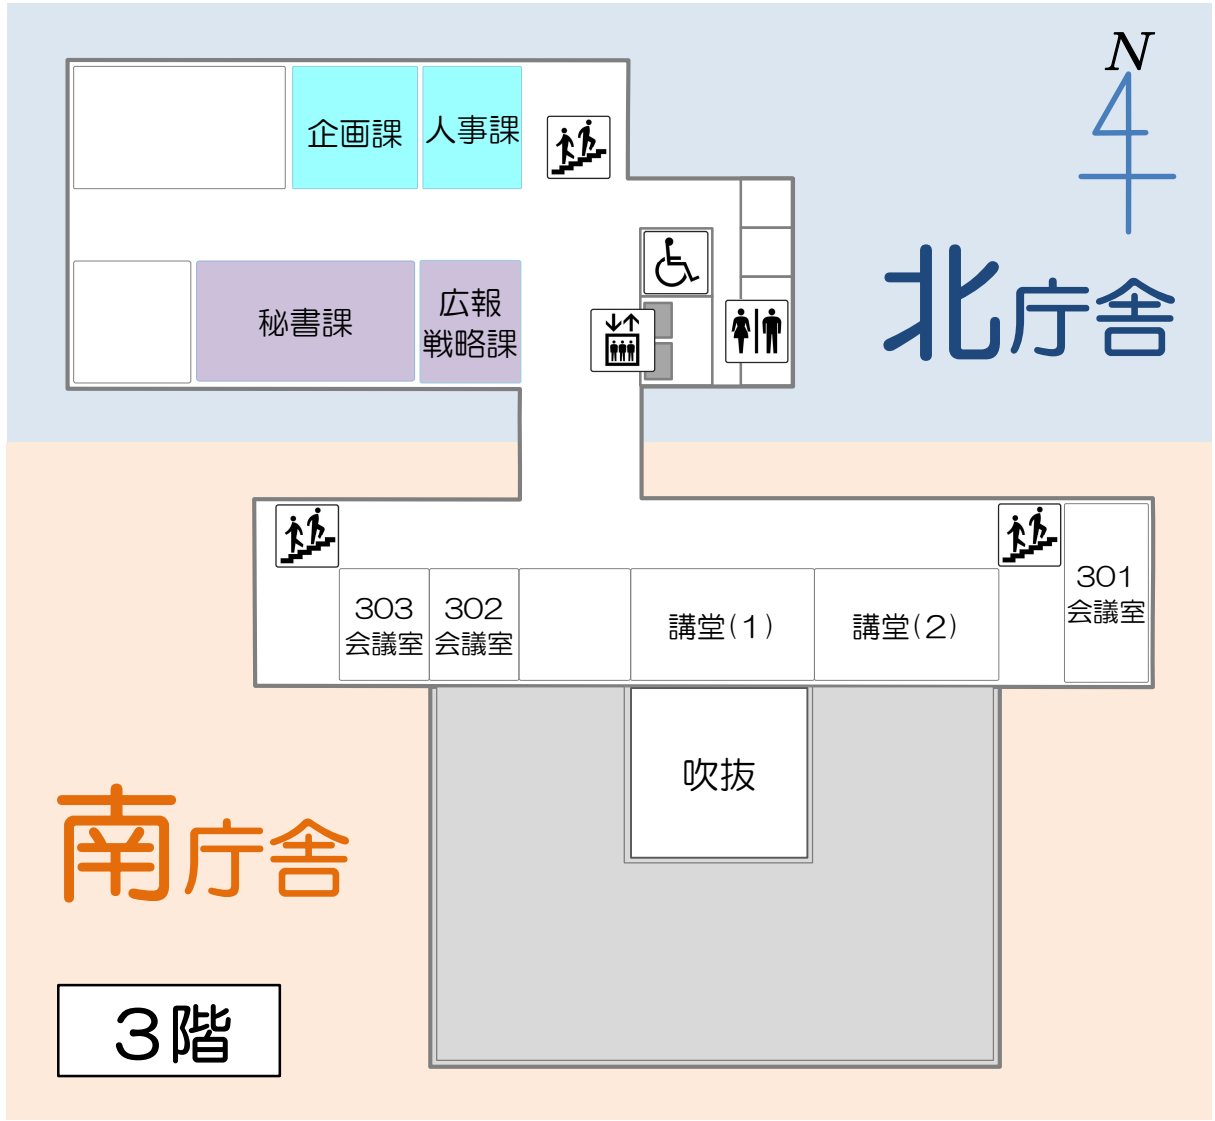 N
企画課
人事課
秘書課
広報
戦略課
北庁舎
303
会議室
302
会議室
講堂(1)
講堂(2)
301
会議室
吹抜
南庁舎
3階